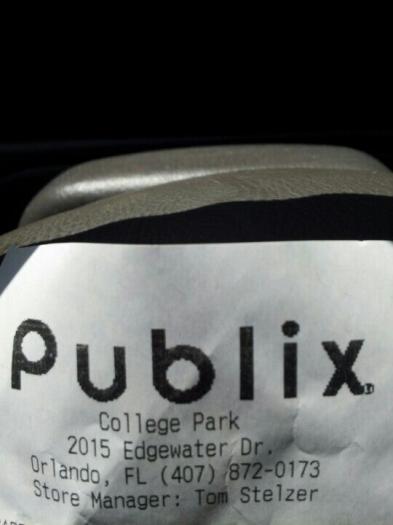 Publix
College Park
2015 Edgewater Dr.
Orlando, FL (407) 872-0173
Store Manager: Tom Stelzer